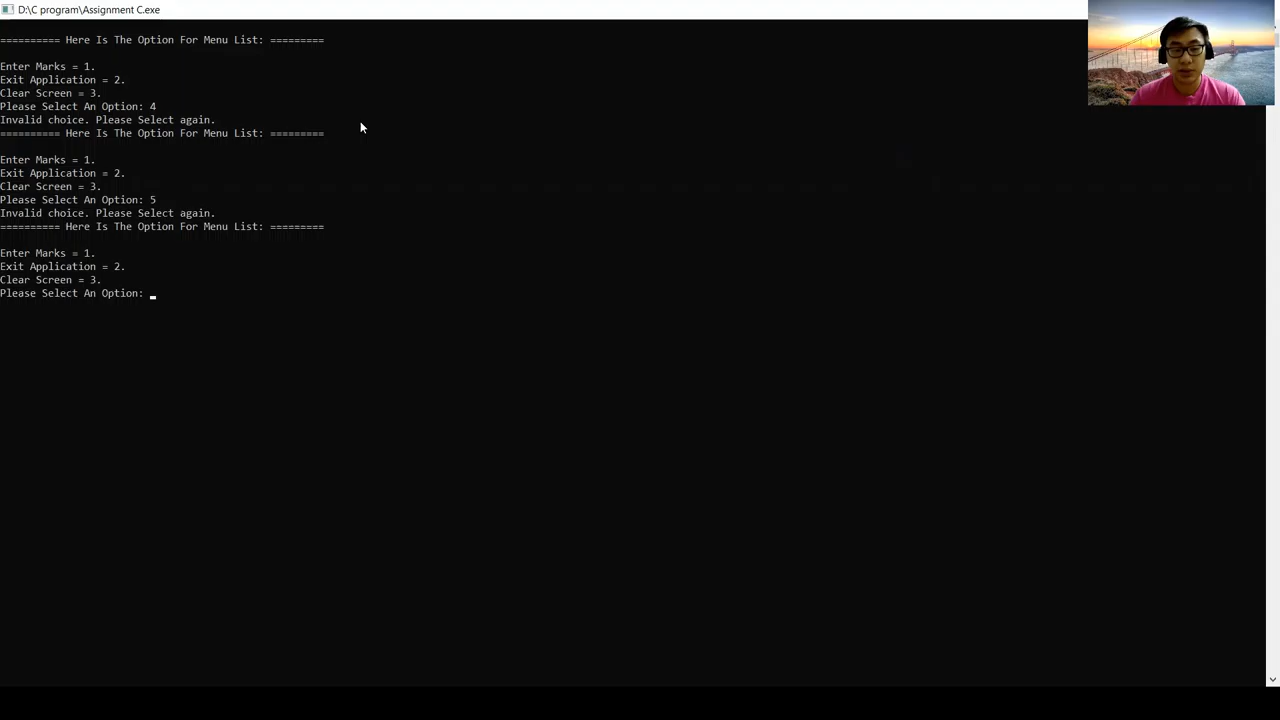 D:\C program\Assignment C.exe
========== Here Is The Option For Menu List: =========
Enter Marks = 1.
Exit Application = 2.
Clear Screen = 3.
Please Select An Option: 4
Invalid choice. Please Select again.
========== Here Is The Option For Menu List: =========
Enter Marks = 1.
Exit Application = 2.
Clear Screen = 3.
Please Select An Option: 5
Invalid choice. Please Select again.
========== Here Is The Option For Menu List: =========
Enter Marks = 1.
Exit Application = 2.
Clear Screen = 3.
Please Select An Option: